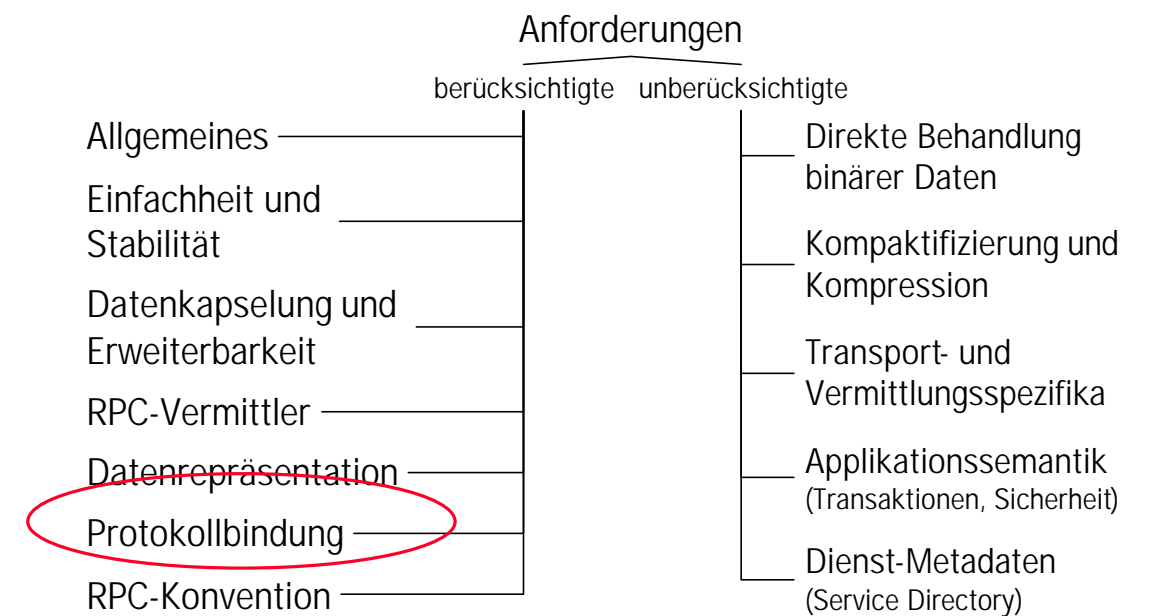 Anforderungen
berücksichtigte unberücksichtigte
Allgemeines
Einfachheit und
Stabilität
Datenkapselung und
Erweiterbarkeit
RPC-Vermittler
Datenrepräsentation
Protokollbindung
RPC-Konvention
Direkte Behandlung
binärer Daten
Kompaktifizierung und
Kompression
Transport- und
Vermittlungsspezifika
Applikationssemantik
(Transaktionen, Sicherheit)
Dienst-Metadaten
(Service Directory)